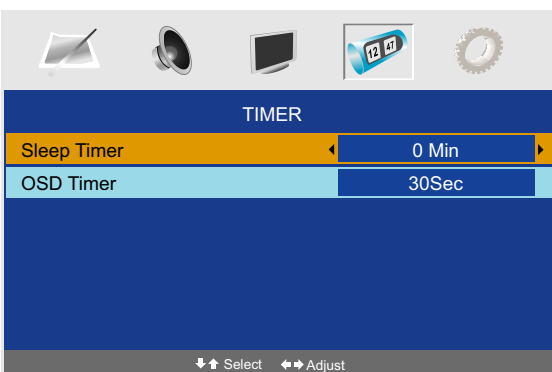 12 47
TIMER
Sleep Timer 0 Min
OSD Timer 30Sec
Select Adjust